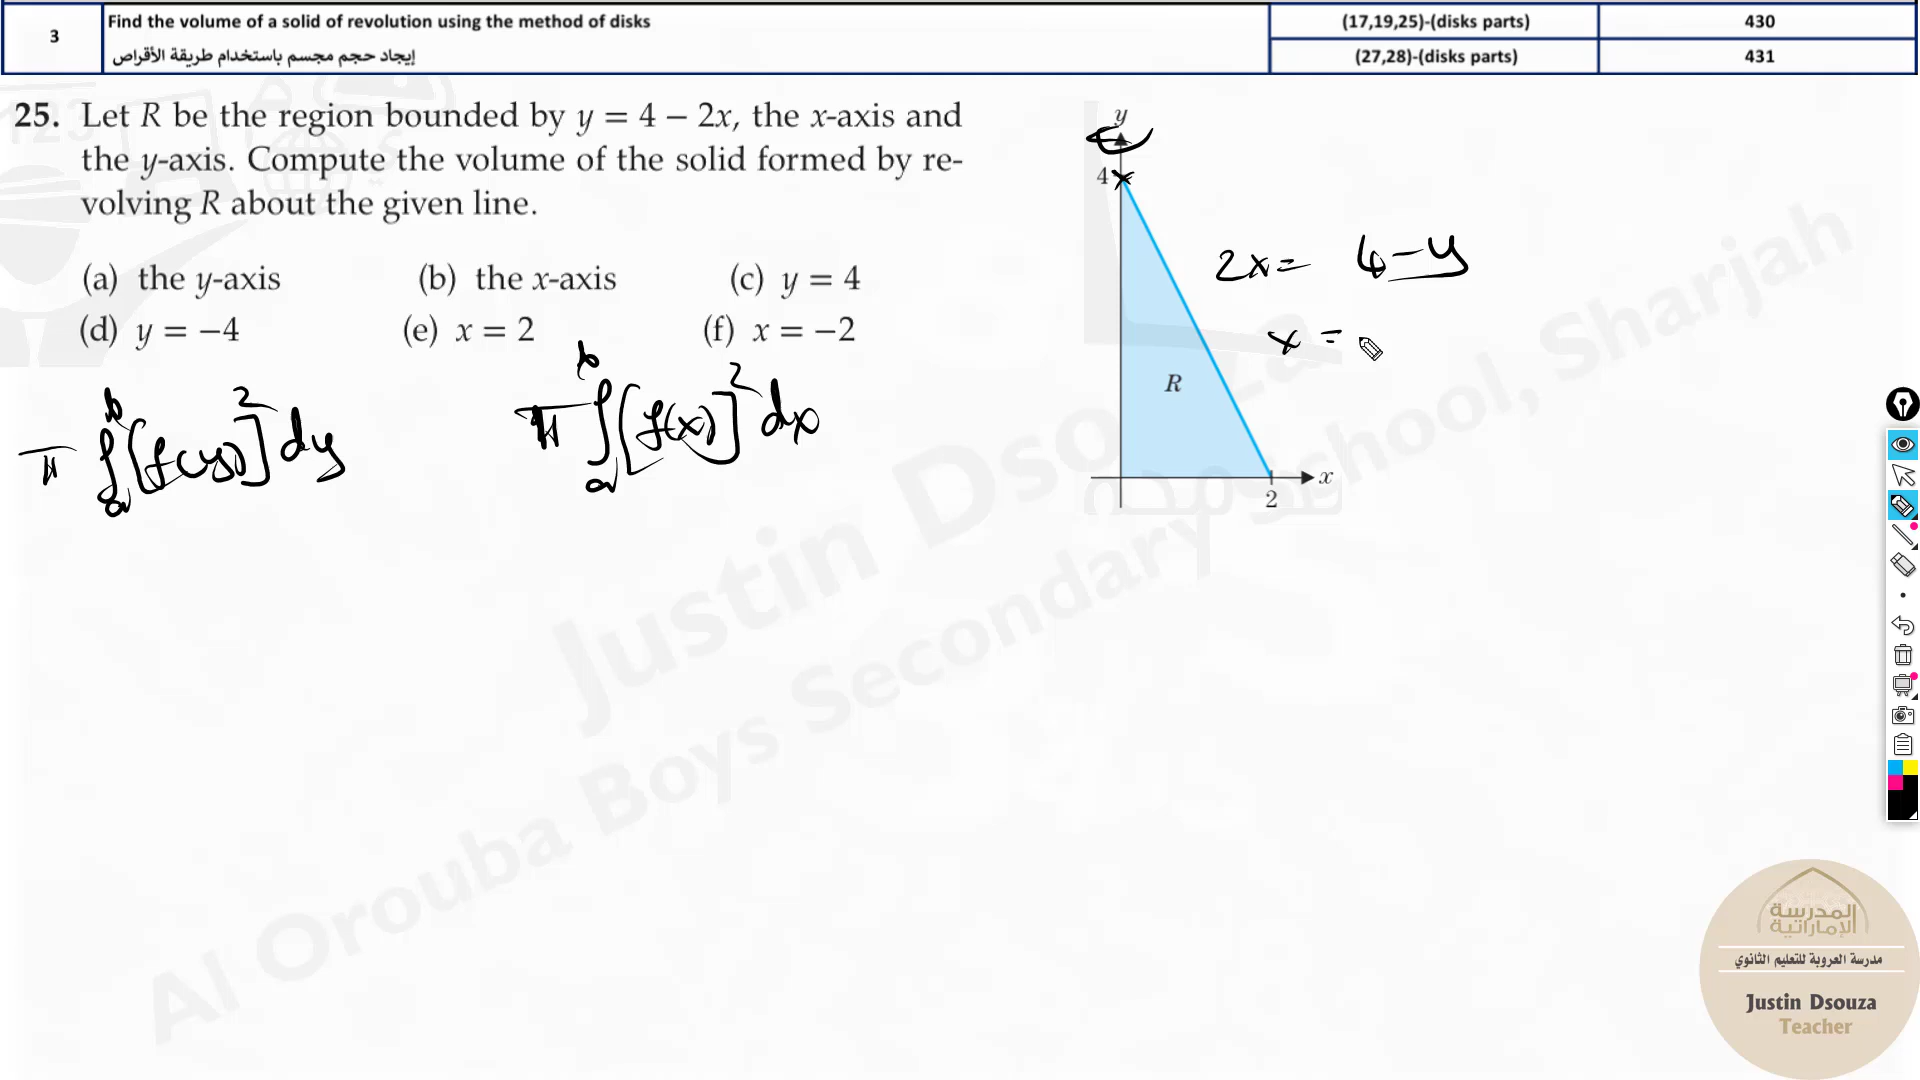 3
Find the volume of a solid of revolution using the method of disks
إيجاد حجم مجسم باستخدام طريقة الأقراص
(17,19,25)-(disks parts)
430
(27,28)-(disks parts)
431
25. Let R be the region bounded by y = 4 − 2x, the x-axis and
the y-axis. Compute the volume of the solid formed by re-
volving R about the given line.
(a) the y-axis (b) the x-axis (c) y = 4
(d) y = −4 (e) x = 2 (f) x = −2
π ∫ₐᵇ [f(y)]² dy
π ∫ₐᵇ [f(x)]² dx
y
4
R
2
x
2x = 4 − y
x =
Justin Dsouza
Al Orouba Boys Secondary School, Sharjah
المدرسة
الإماراتية
مدرسة العروبة للتعليم الثانوي
Justin Dsouza
Teacher